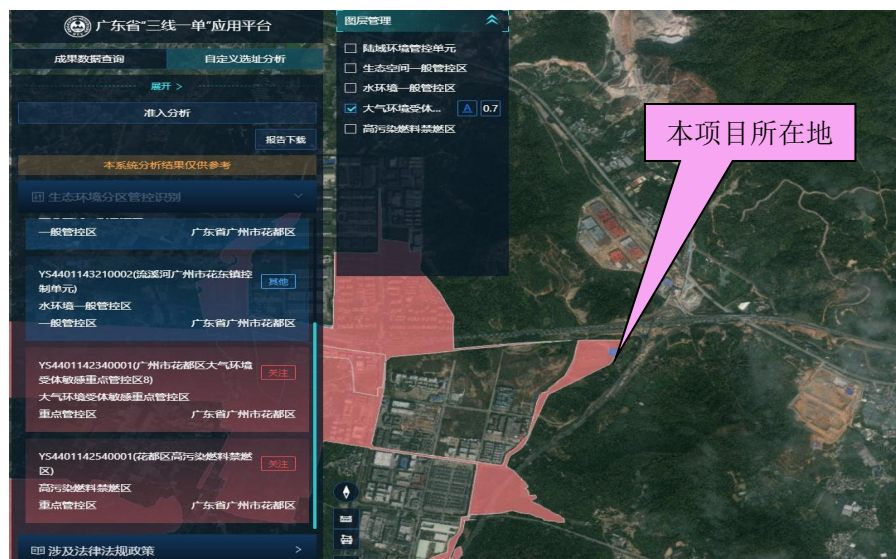 广东省“三线一单”应用平台
成果数据查询
自定义选址分析
展开 >
准入分析
报告下载
本系统分析结果仅供参考
生态环境分区管控识别
一般管控区
广东省广州市花都区
YS4401143210002(流溪河广州市花东镇控
制单元)
其他
水环境一般管控区
一般管控区
广东省广州市花都区
YS4401142340001(广州市花都区大气环境
受体敏感重点管控区8)
关注
大气环境受体敏感重点管控区
重点管控区
广东省广州市花都区
YS4401142540001(花都区高污染燃料禁燃
区)
关注
高污染燃料禁燃区
重点管控区
广东省广州市花都区
涉及法律法规政策
>
图层管理
陆域环境管控单元
生态空间一般管控区
水环境一般管控区
大气环境受体...
A
0.7
高污染燃料禁燃区
本项目所在地